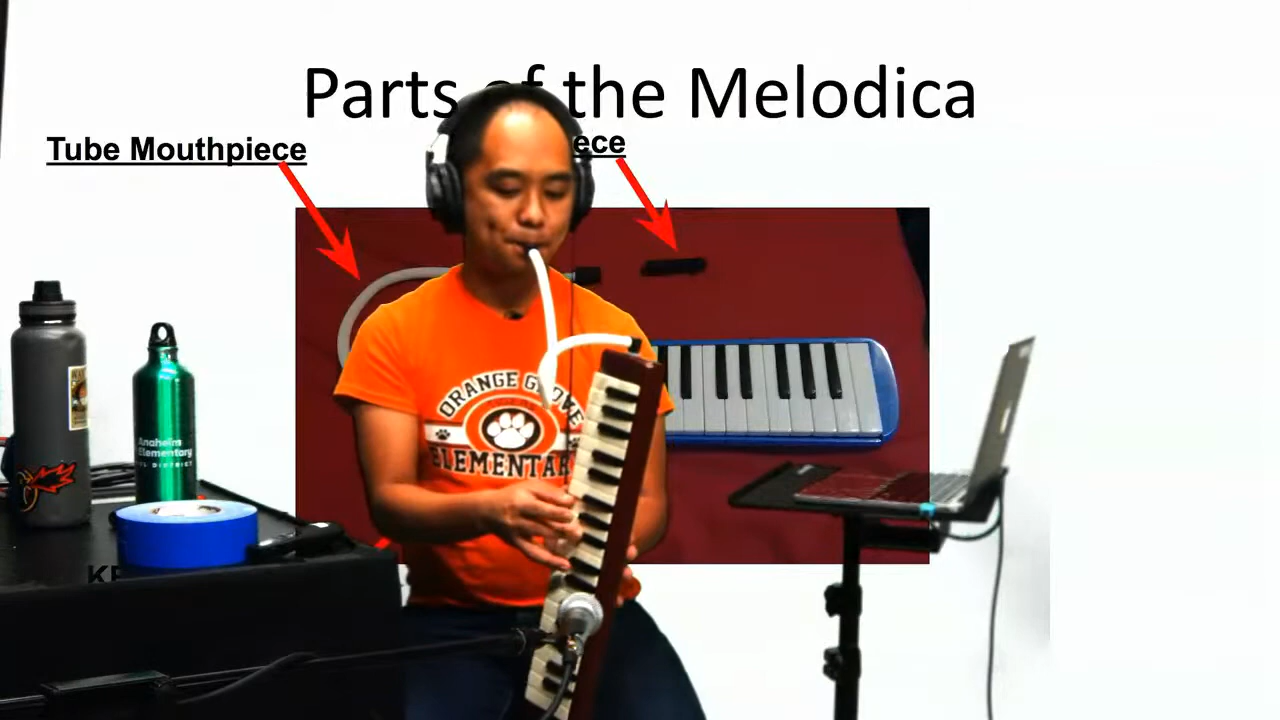 Parts of the Melodica
Tube Mouthpiece
ece
ORANGE GROVE
ELEMENTARY
Anaheim
Elementary